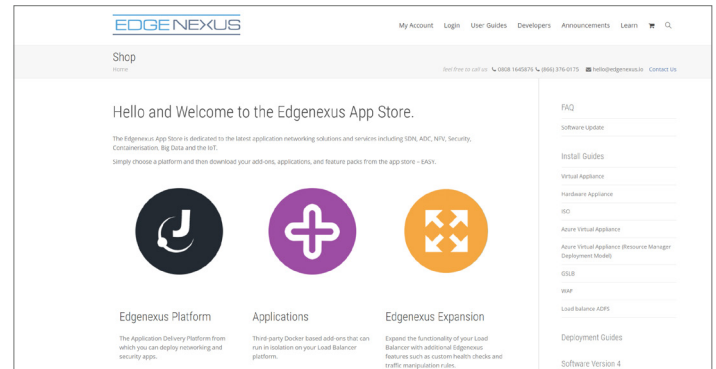 EDGENEXUS
My Account Login User Guides Developers Announcements Learn
Shop
Home
feel free to call us 0808 1645876 (866) 376-0175 hello@edgenexus.io Contact Us
Hello and Welcome to the Edgenexus App Store.
The Edgenexus App Store is dedicated to the latest application networking solutions and services including SDN, ADC, NFV, Security,
Containerisation, Big Data and the IoT.
Simply choose a platform and then download your add-ons, applications, and feature packs from the app store – EASY.
Edgenexus Platform
The Application Delivery Platform from
which you can deploy networking and
security apps.
Applications
Third-party Docker based add-ons that can
run in isolation on your Load Balancer
platform.
Edgenexus Expansion
Expand the functionality of your Load
Balancer with additional Edgenexus
features such as custom health checks and
traffic manipulation rules.
FAQ
Software Update
Install Guides
Virtual Appliance
Hardware Appliance
ISO
Azure Virtual Appliance
Azure Virtual Appliance (Resource Manager
Deployment Model)
GSLB
WAF
Load balance ADFS
Deployment Guides
Software Version 4